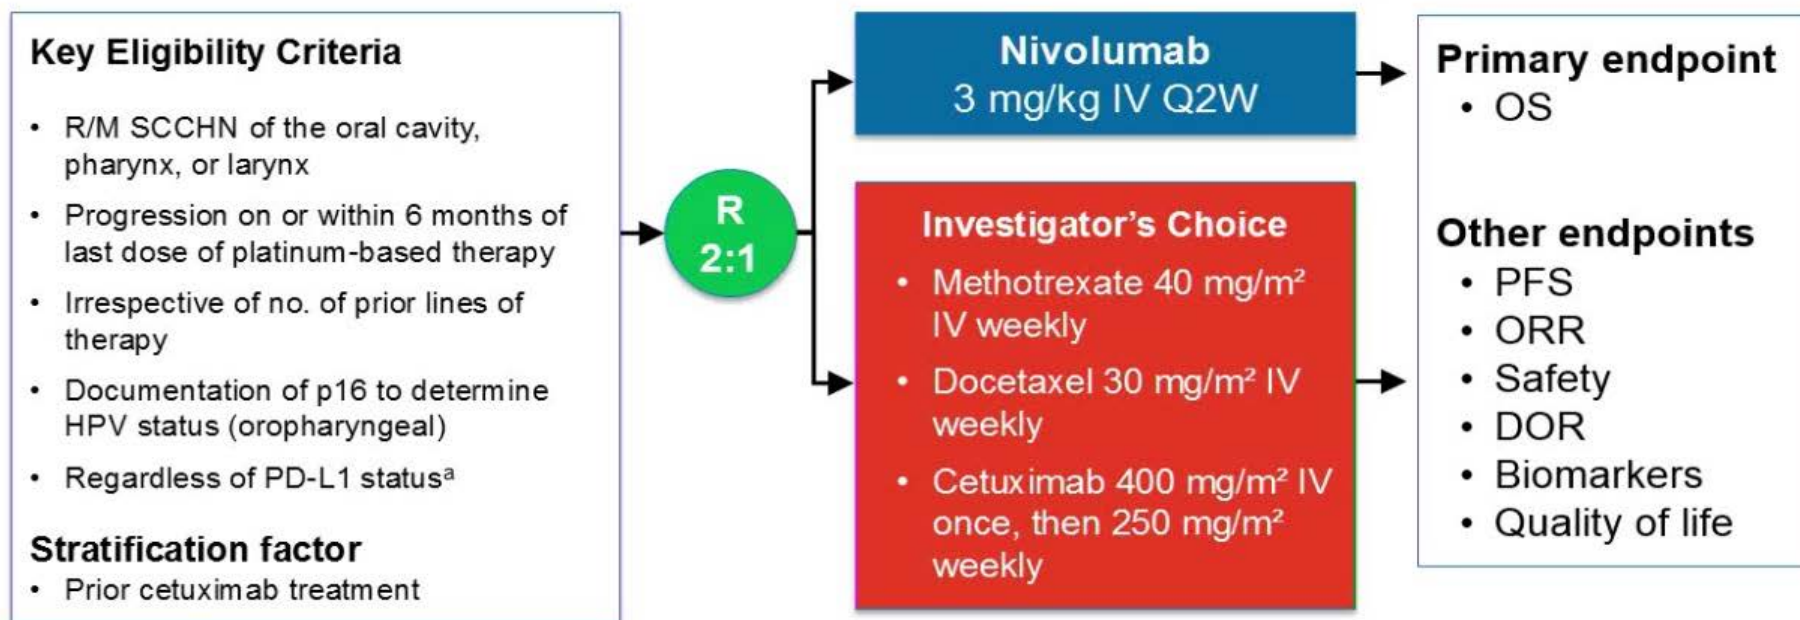 Key Eligibility Criteria
• R/M SCCHN of the oral cavity,
pharynx, or larynx
• Progression on or within 6 months of
last dose of platinum-based therapy
• Irrespective of no. of prior lines of
therapy
• Documentation of p16 to determine
HPV status (oropharyngeal)
• Regardless of PD-L1 statusᵃ
Stratification factor
• Prior cetuximab treatment
R
2:1
Nivolumab
3 mg/kg IV Q2W
Investigator’s Choice
• Methotrexate 40 mg/m²
IV weekly
• Docetaxel 30 mg/m² IV
weekly
• Cetuximab 400 mg/m² IV
once, then 250 mg/m²
weekly
Primary endpoint
• OS
Other endpoints
• PFS
• ORR
• Safety
• DOR
• Biomarkers
• Quality of life